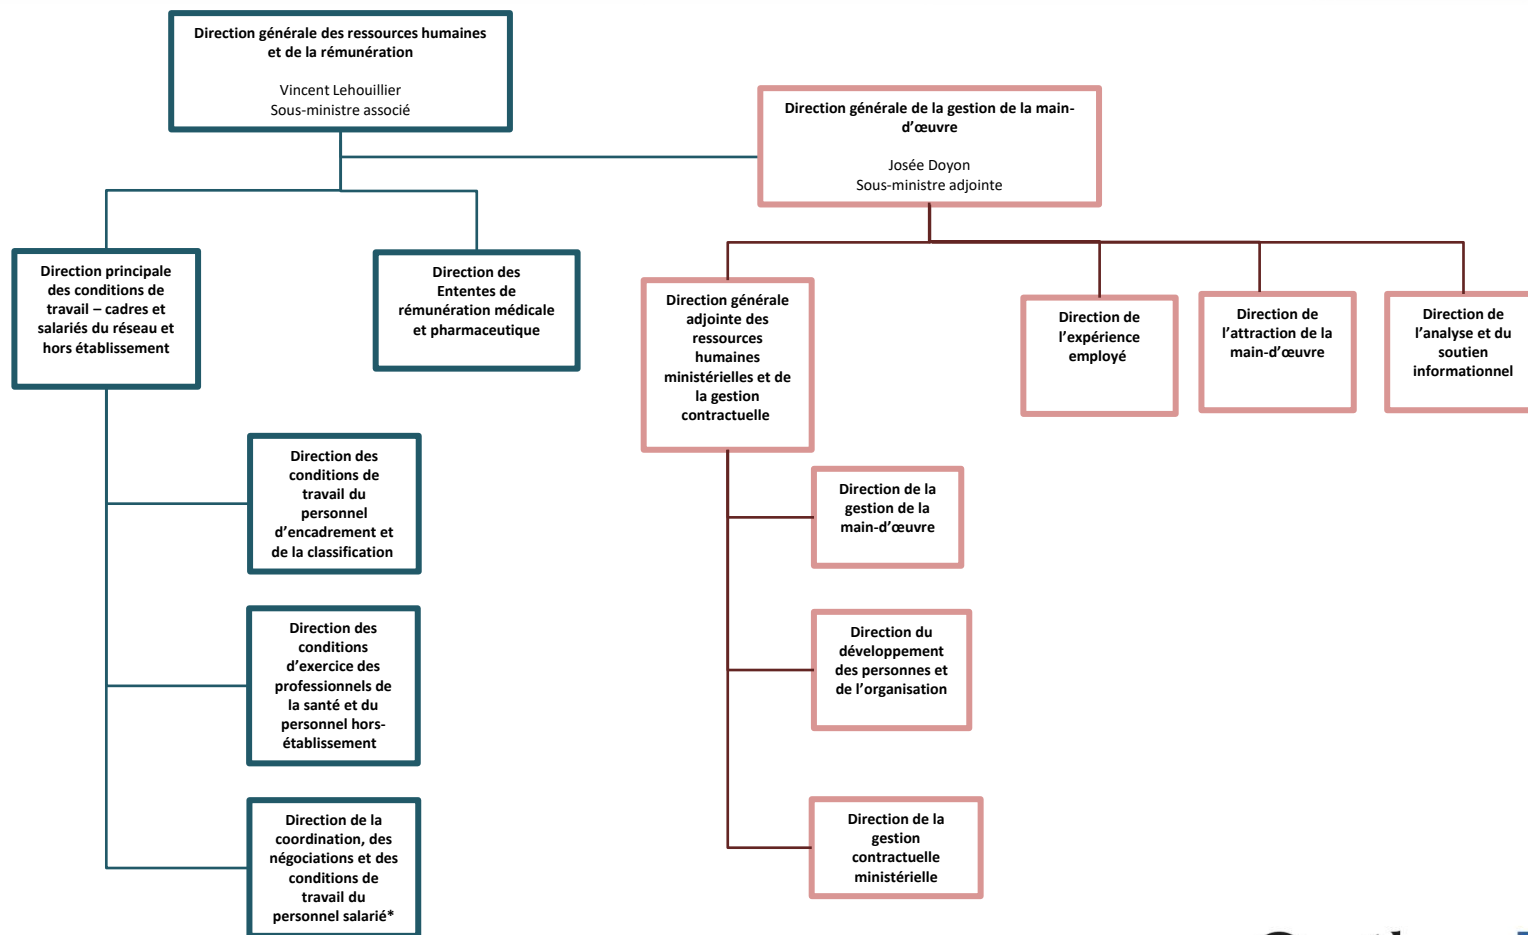 Direction générale des ressources humaines
et de la rémunération
Vincent Lehouillier
Sous-ministre associé
Direction générale de la gestion de la main-
d’œuvre
Josée Doyon
Sous-ministre adjointe
Direction principale
des conditions de
travail – cadres et
salariés du réseau et
hors établissement
Direction des
Ententes de
rémunération médicale
et pharmaceutique
Direction générale
adjointe des
ressources
humaines
ministérielles et de
la gestion
contractuelle
Direction de
l’expérience
employé
Direction de
l’attraction de la
main-d’œuvre
Direction de
l’analyse et du
soutien
informationnel
Direction des
conditions de
travail du
personnel
d’encadrement et
de la classification
Direction de la
gestion de la
main-d’œuvre
Direction des
conditions
d’exercice des
professionnels de
la santé et du
personnel hors-
établissement
Direction du
développement
des personnes et
de l’organisation
Direction de la
coordination, des
négociations et des
conditions de
travail du
personnel salarié*
Direction de la
gestion
contractuelle
ministérielle